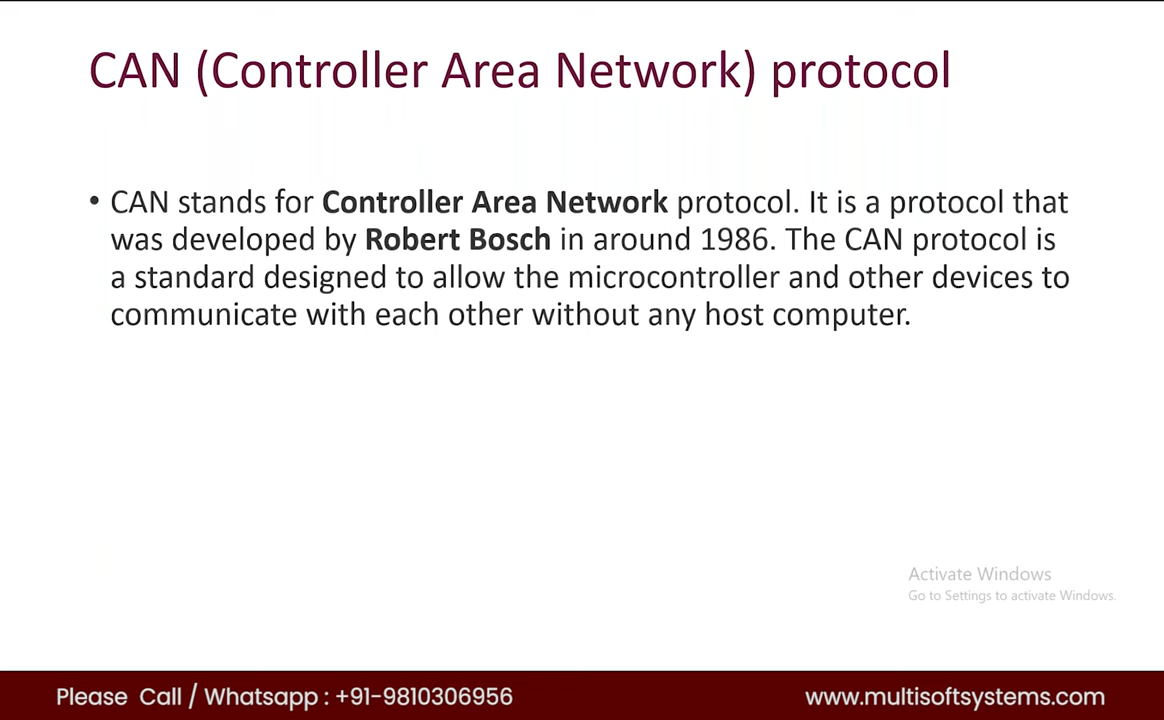 CAN (Controller Area Network) protocol
• CAN stands for Controller Area Network protocol. It is a protocol that
was developed by Robert Bosch in around 1986. The CAN protocol is
a standard designed to allow the microcontroller and other devices to
communicate with each other without any host computer.
Activate Windows
Go to Settings to activate Windows.
Please Call / Whatsapp : +91-9810306956
www.multisoftsystems.com